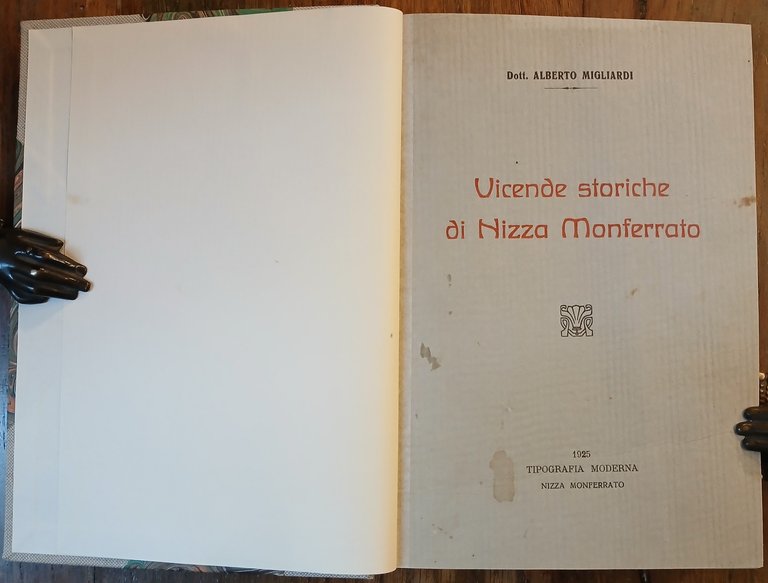 Dott. ALBERTO MIGLIARDI
Vicende storiche
di Nizza Monferrato
1925
TIPOGRAFIA MODERNA
NIZZA MONFERRATO